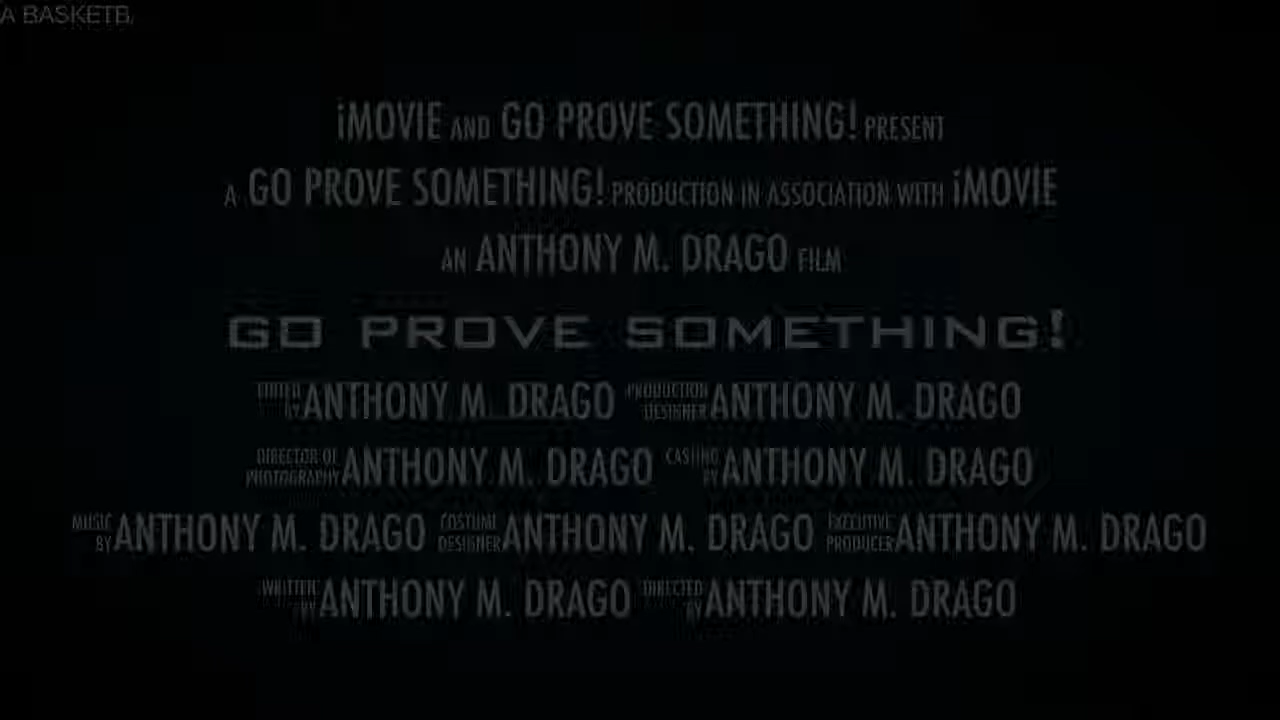 A BASKETB
iMOVIE AND GO PROVE SOMETHING! PRESENT
A GO PROVE SOMETHING! PRODUCTION IN ASSOCIATION WITH iMOVIE
AN ANTHONY M. DRAGO FILM
GO PROVE SOMETHING!
EDITED BY ANTHONY M. DRAGO PRODUCTION DESIGNER ANTHONY M. DRAGO
DIRECTOR OF PHOTOGRAPHY ANTHONY M. DRAGO CASTING BY ANTHONY M. DRAGO
MUSIC BY ANTHONY M. DRAGO COSTUME DESIGNER ANTHONY M. DRAGO EXECUTIVE PRODUCER ANTHONY M. DRAGO
WRITTEN BY ANTHONY M. DRAGO DIRECTED BY ANTHONY M. DRAGO